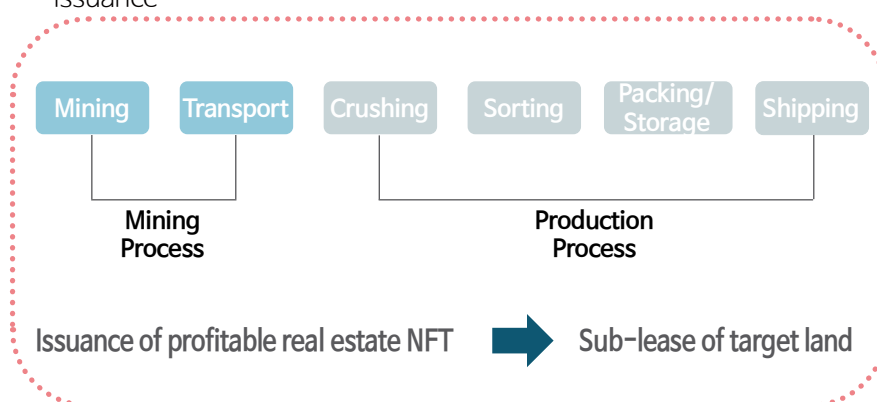 issuance
Mining
Transport
Crushing
Sorting
Packing/
Storage
Shipping
Mining
Process
Production
Process
Issuance of profitable real estate NFT
Sub-lease of target land